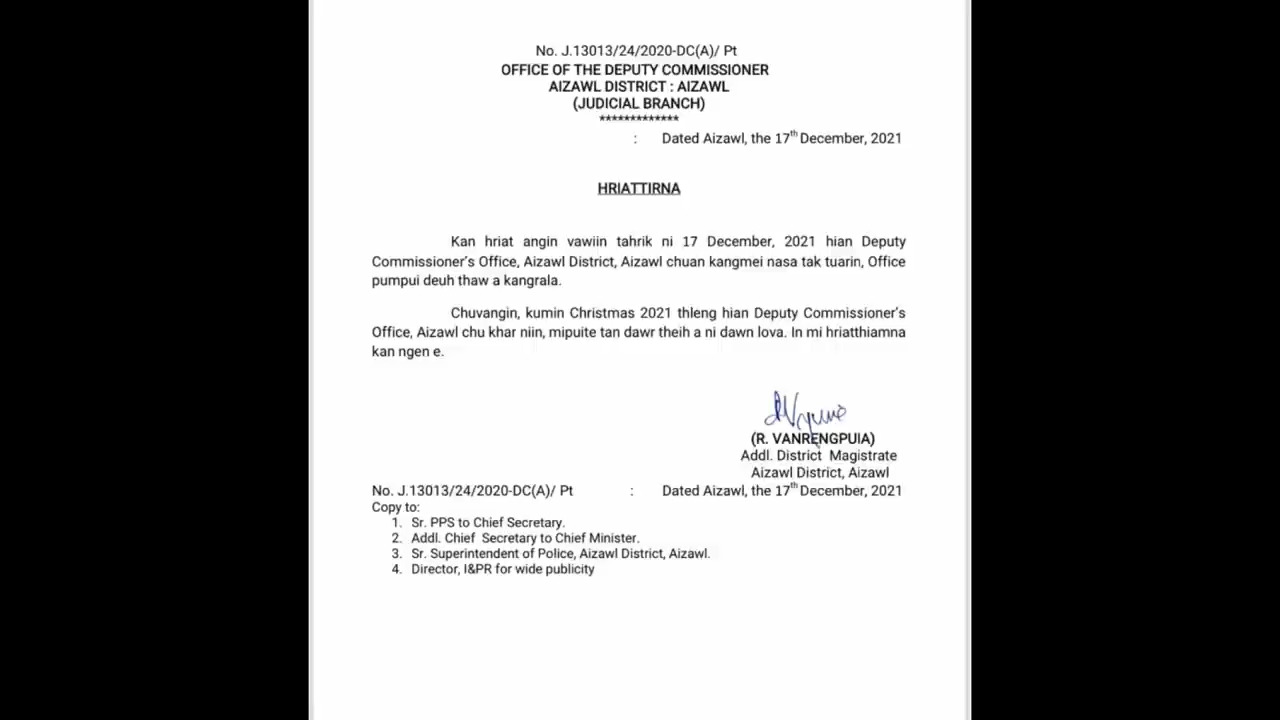 No. J.13013/24/2020-DC(A)/ Pt
OFFICE OF THE DEPUTY COMMISSIONER
AIZAWL DISTRICT : AIZAWL
(JUDICIAL BRANCH)
*************
: Dated Aizawl, the 17th December, 2021
HRIATTIRNA
Kan hriat angin vawiin tahrik ni 17 December, 2021 hian Deputy
Commissioner's Office, Aizawl District, Aizawl chuan kangmei nasa tak tuarin, Office
pumpui deuh thaw a kangrala.
Chuvangin, kumin Christmas 2021 thleng hian Deputy Commissioner's
Office, Aizawl chu khar niin, mipuite tan dawr theih a ni dawn lova. In mi hriatthiamna
kan ngen e.
(R. VANRENGPUIA)
Addl. District Magistrate
Aizawl District, Aizawl
No. J.13013/24/2020-DC(A)/ Pt : Dated Aizawl, the 17th December, 2021
Copy to:
1. Sr. PPS to Chief Secretary.
2. Addl. Chief Secretary to Chief Minister.
3. Sr. Superintendent of Police, Aizawl District, Aizawl.
4. Director, I&PR for wide publicity